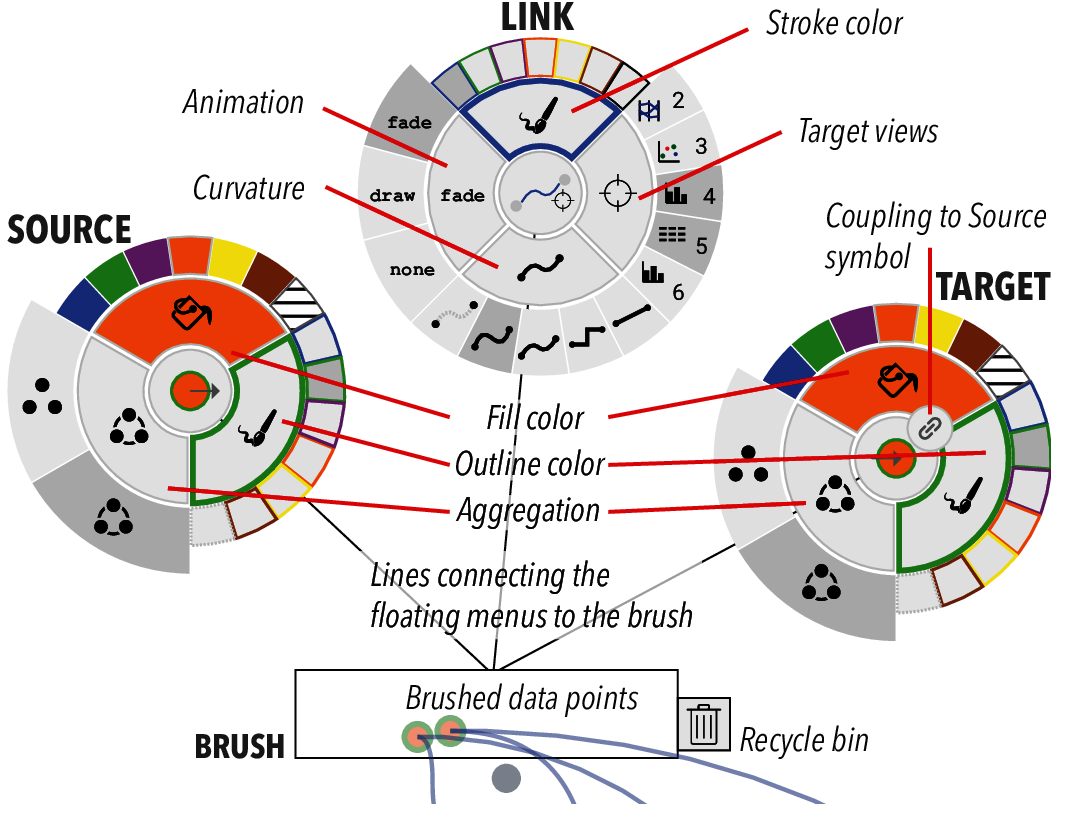 LINK
Stroke color
Animation
fade
2
Target views
3
Curvature
draw
fade
4
Coupling to Source
symbol
SOURCE
none
5
6
TARGET
Fill color
Outline color
Aggregation
Lines connecting the
floating menus to the brush
Brushed data points
BRUSH
Recycle bin